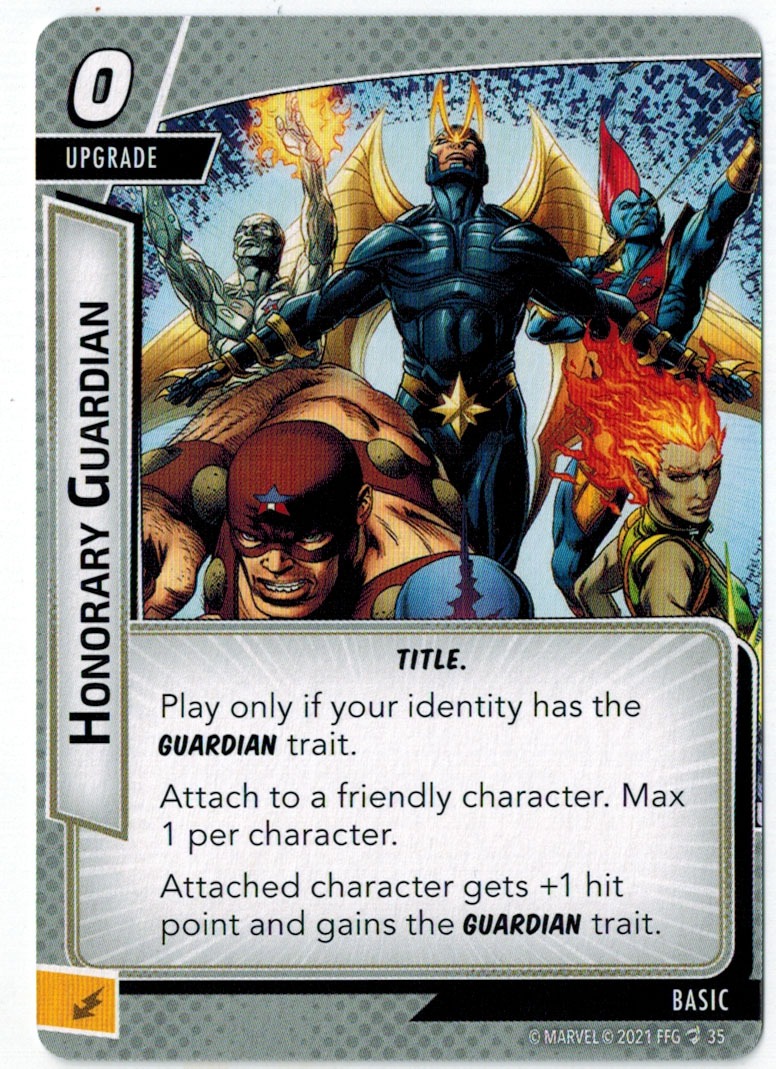 0
UPGRADE
HONORARY GUARDIAN
TITLE.
Play only if your identity has the
GUARDIAN trait.
Attach to a friendly character. Max
1 per character.
Attached character gets +1 hit
point and gains the GUARDIAN trait.
BASIC
© MARVEL © 2021 FFG 35